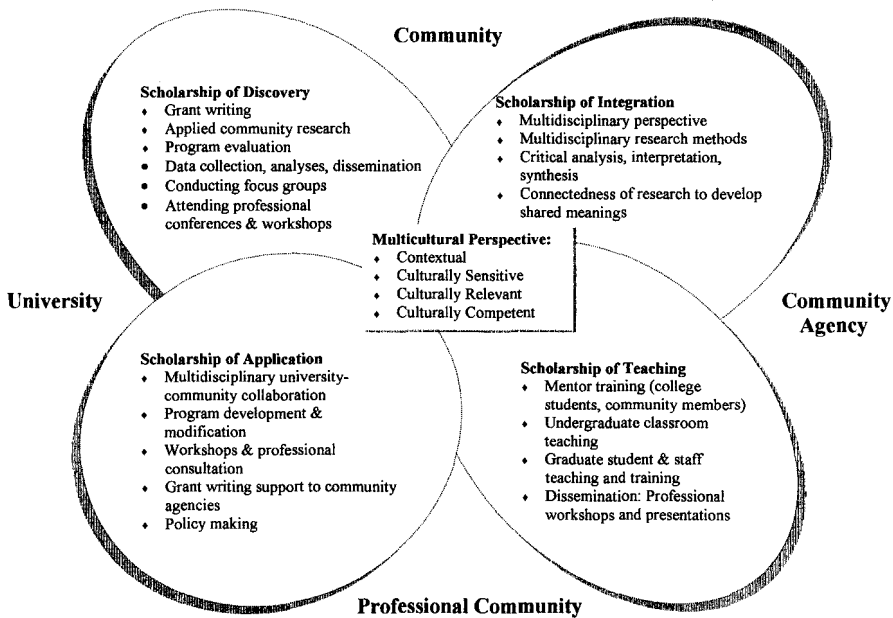 Community
Scholarship of Discovery
♦ Grant writing
♦ Applied community research
♦ Program evaluation
• Data collection, analyses, dissemination
• Conducting focus groups
• Attending professional
conferences & workshops
Scholarship of Integration
♦ Multidisciplinary perspective
♦ Multidisciplinary research methods
♦ Critical analysis, interpretation,
synthesis
♦ Connectedness of research to develop
shared meanings
Multicultural Perspective:
♦ Contextual
♦ Culturally Sensitive
♦ Culturally Relevant
♦ Culturally Competent
University
Community
Agency
Scholarship of Application
♦ Multidisciplinary university-
community collaboration
♦ Program development &
modification
♦ Workshops & professional
consultation
♦ Grant writing support to community
agencies
♦ Policy making
Scholarship of Teaching
♦ Mentor training (college
students, community members)
♦ Undergraduate classroom
teaching
♦ Graduate student & staff
teaching and training
♦ Dissemination: Professional
workshops and presentations
Professional Community